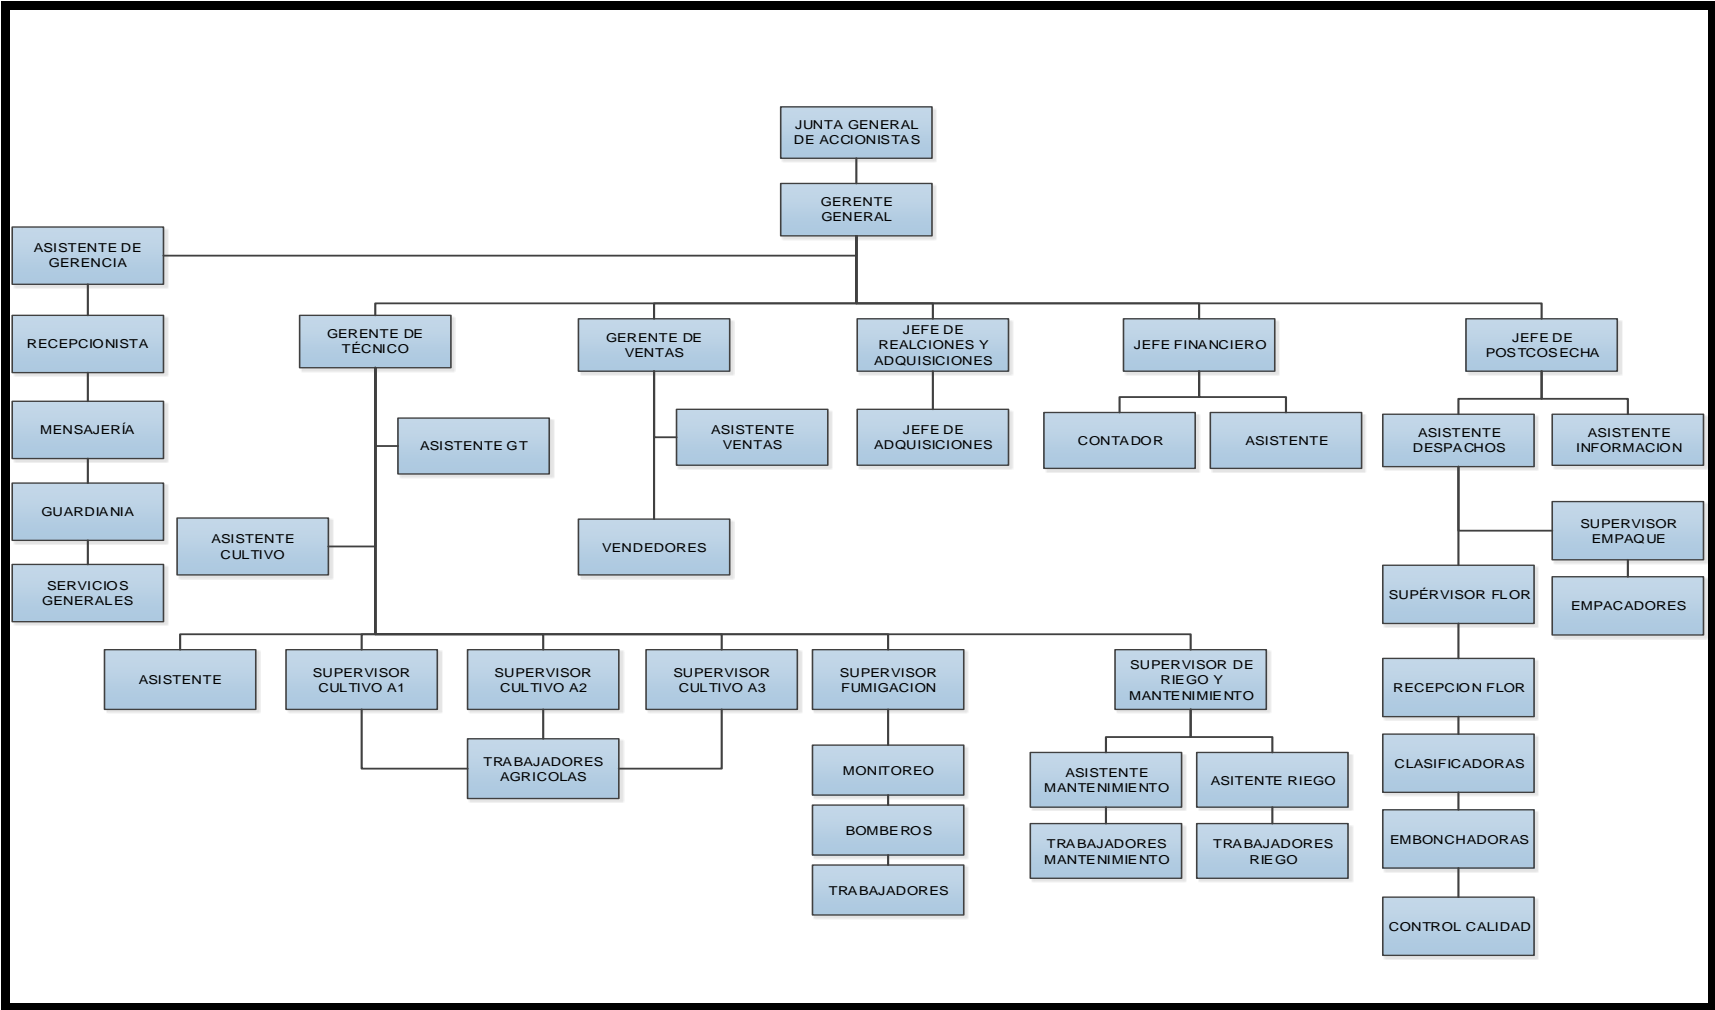 JUNTA GENERAL
DE ACCIONISTAS
GERENTE
GENERAL
ASISTENTE DE
GERENCIA
RECEPCIONISTA
MENSAJERÍA
GUARDIANIA
SERVICIOS
GENERALES
GERENTE DE
TÉCNICO
ASISTENTE GT
ASISTENTE
CULTIVO
GERENTE DE
VENTAS
ASISTENTE
VENTAS
VENDEDORES
JEFE DE
REALCIONES Y
ADQUISICIONES
JEFE DE
ADQUISICIONES
JEFE FINANCIERO
CONTADOR
ASISTENTE
JEFE DE
POSTCOSECHA
ASISTENTE
DESPACHOS
ASISTENTE
INFORMACION
SUPERVISOR
EMPAQUE
EMPACADORES
SUPÉRVISOR FLOR
RECEPCION FLOR
CLASIFICADORAS
EMBONCHADORAS
CONTROL CALIDAD
ASISTENTE
SUPERVISOR
CULTIVO A1
SUPERVISOR
CULTIVO A2
SUPERVISOR
CULTIVO A3
TRABAJADORES
AGRICOLAS
SUPERVISOR
FUMIGACION
MONITOREO
BOMBEROS
TRABAJADORES
SUPERVISOR DE
RIEGO Y
MANTENIMIENTO
ASISTENTE
MANTENIMIENTO
TRABAJADORES
MANTENIMIENTO
ASITENTE RIEGO
TRABAJADORES
RIEGO